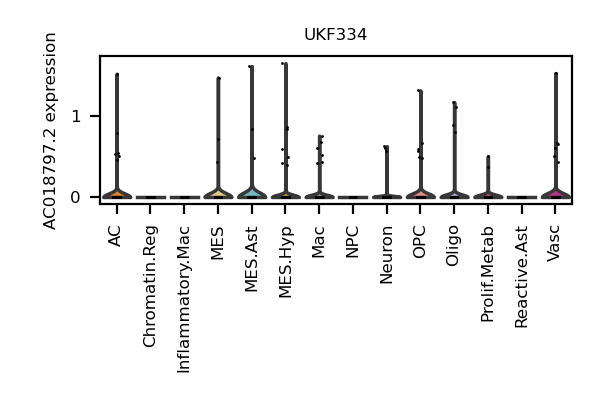 UKF334
AC018797.2 expression
1
0
AC
Chromatin.Reg
Inflammatory.Mac
MES
MES.Ast
MES.Hyp
Mac
NPC
Neuron
OPC
Oligo
Prolif.Metab
Reactive.Ast
Vasc